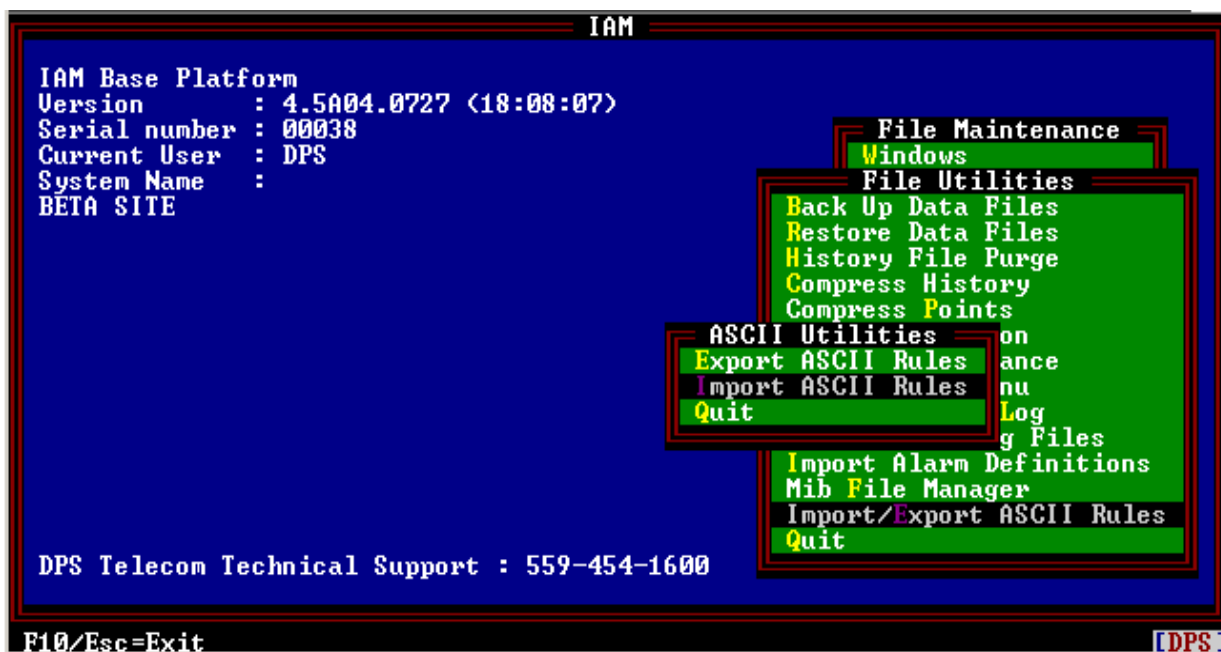 IAM
IAM Base Platform
Version : 4.5A04.0727 (18:08:07)
Serial number : 00038
Current User : DPS
System Name :
BETA SITE
File Maintenance
Windows
File Utilities
Back Up Data Files
Restore Data Files
History File Purge
Compress History
Compress Points
on
ance
nu
Log
g Files
Import Alarm Definitions
Mib File Manager
Import/Export ASCII Rules
Quit
ASCII Utilities
Export ASCII Rules
Import ASCII Rules
Quit
DPS Telecom Technical Support : 559-454-1600
F10/Esc=Exit
[DPS]